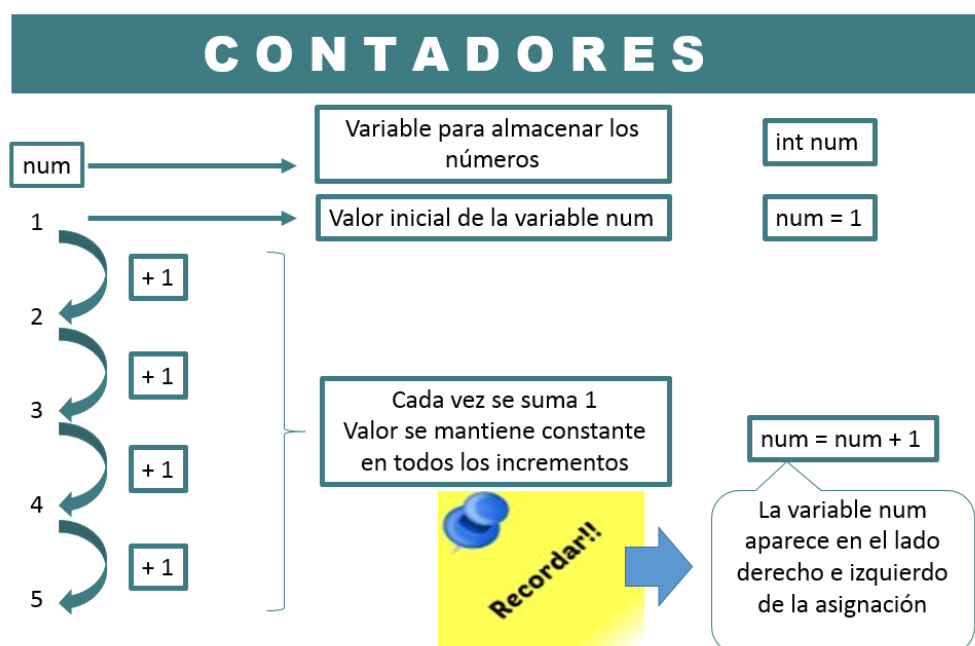 CONTADORES
num
Variable para almacenar los
números
int num
1
Valor inicial de la variable num
num = 1
+ 1
2
+ 1
3
+ 1
4
+ 1
5
Cada vez se suma 1
Valor se mantiene constante
en todos los incrementos
num = num + 1
Recordar!!
La variable num
aparece en el lado
derecho e izquierdo
de la asignación